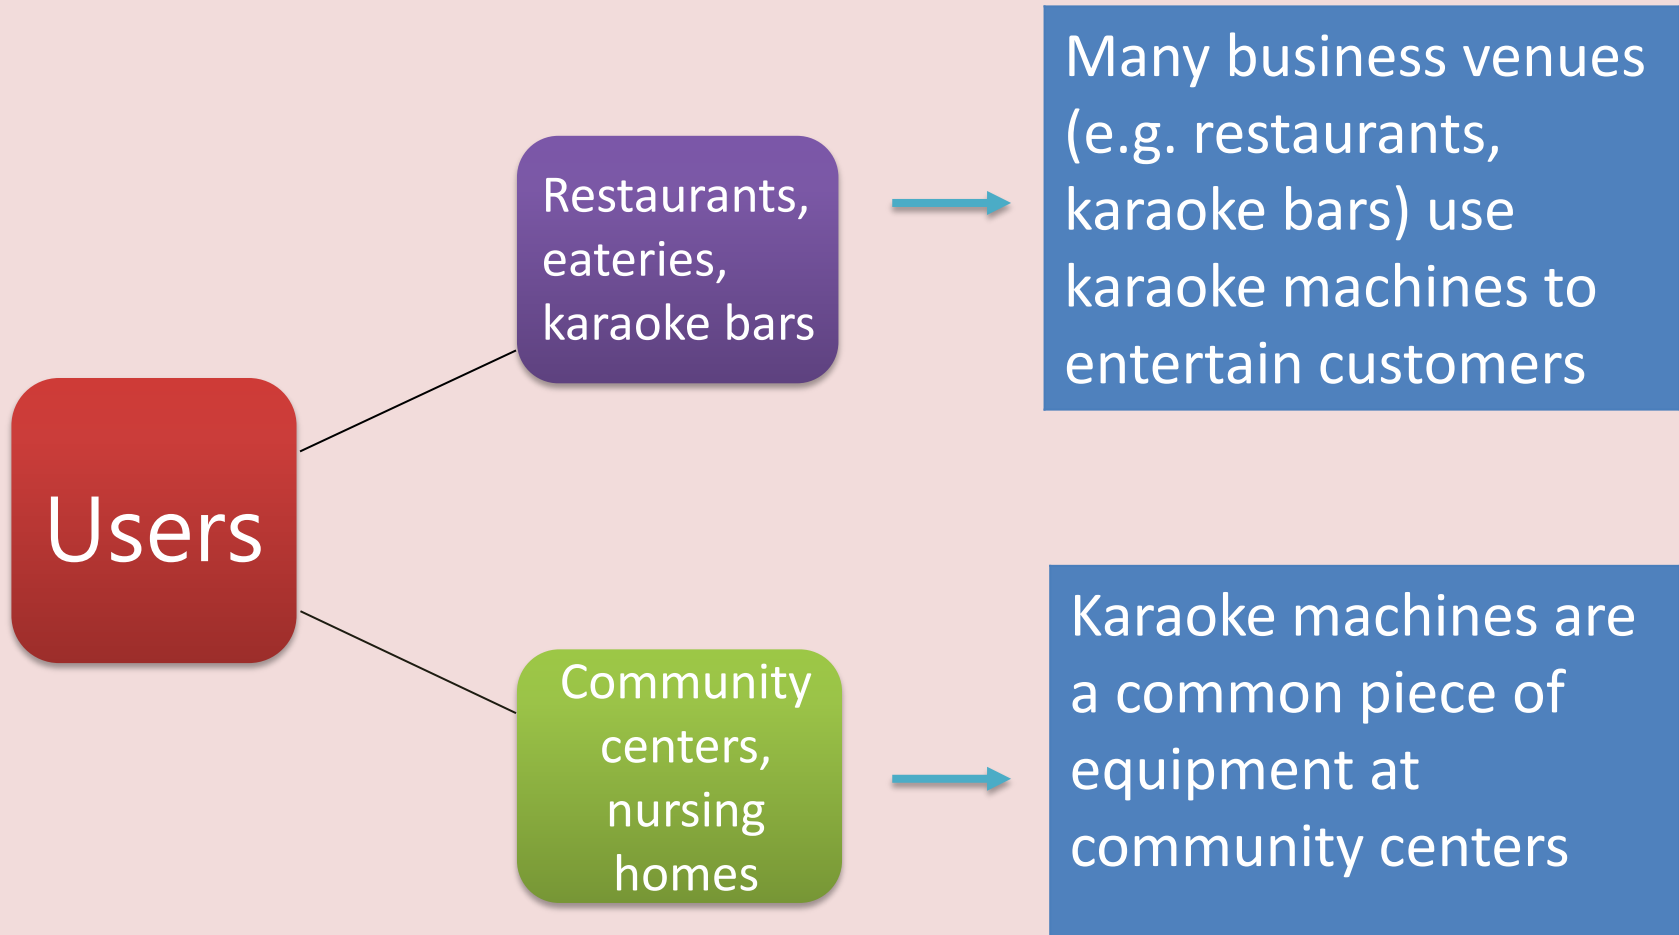 Users
Restaurants,
eateries,
karaoke bars
Many business venues
(e.g. restaurants,
karaoke bars) use
karaoke machines to
entertain customers
Community
centers,
nursing
homes
Karaoke machines are
a common piece of
equipment at
community centers